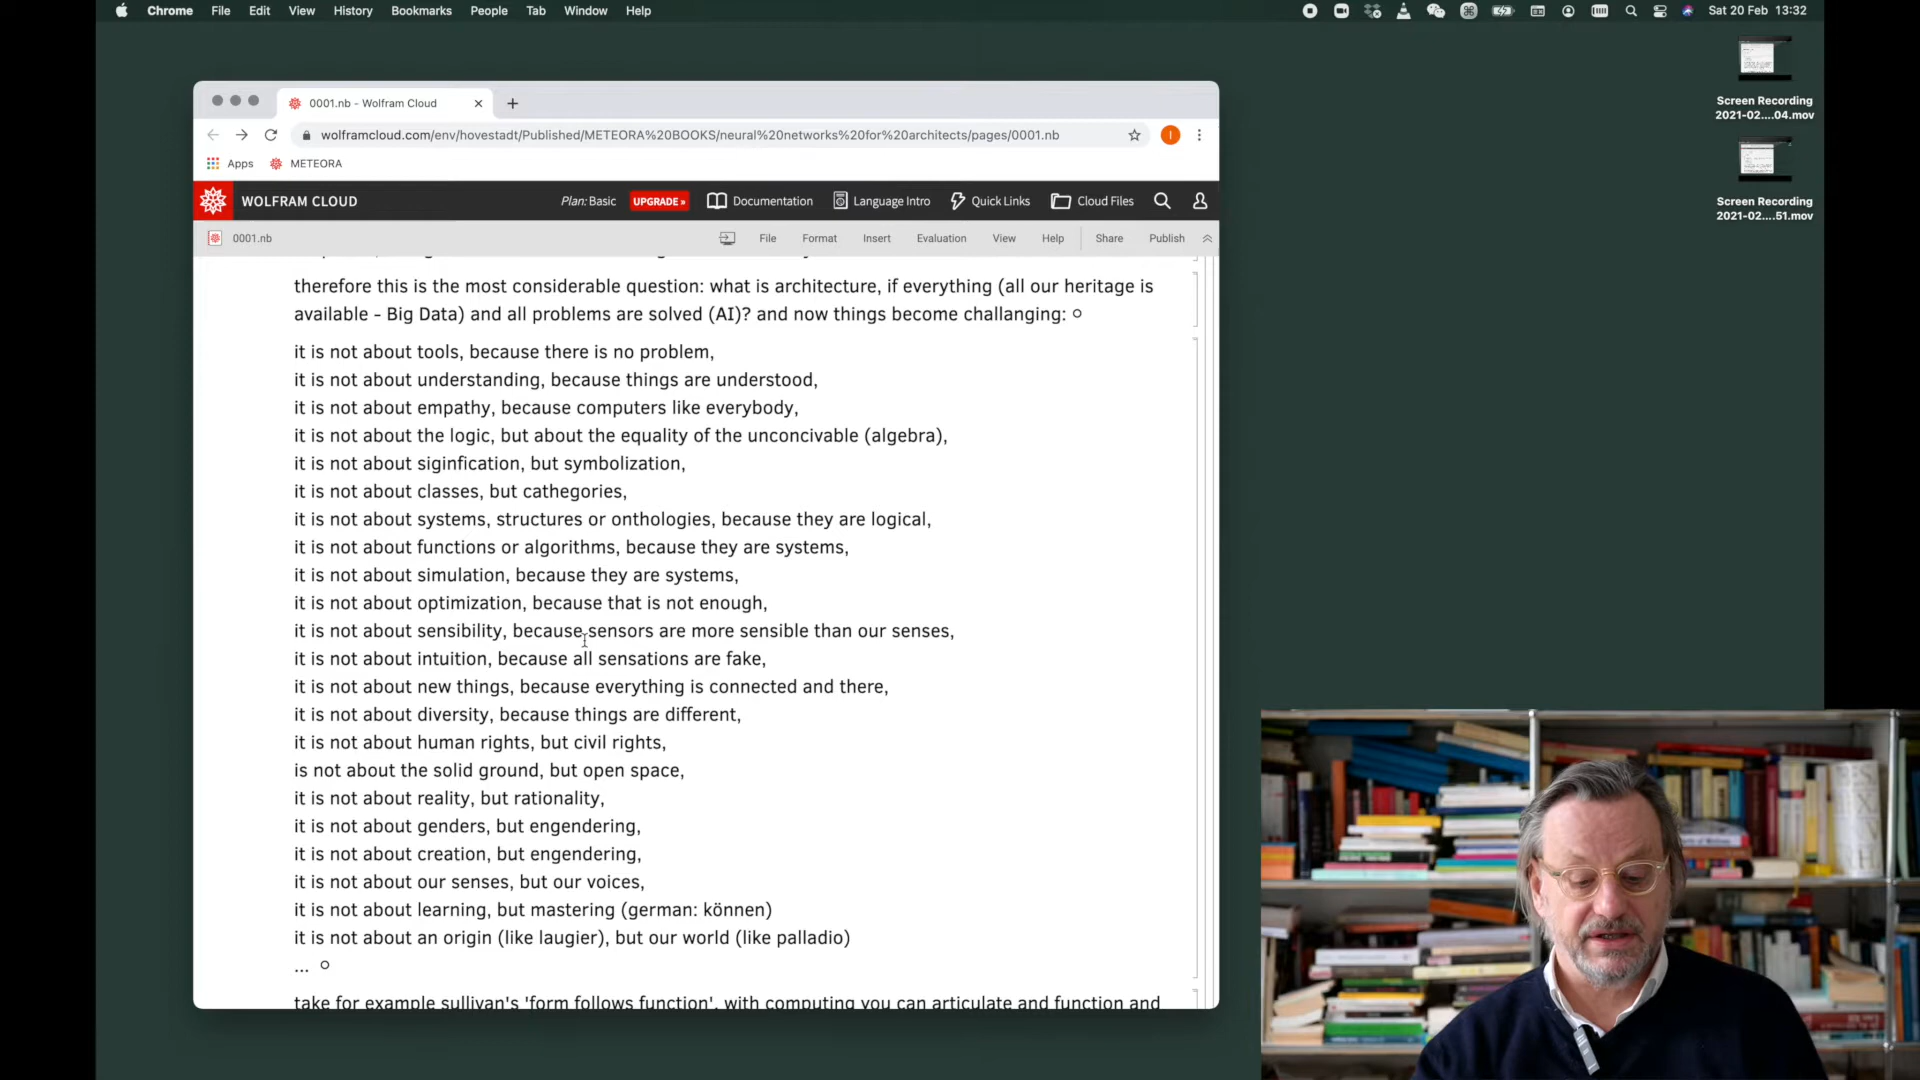 Chrome File Edit View History Bookmarks People Tab Window Help
Sat 20 Feb 13:32
Screen Recording
2021-02....04.mov
Screen Recording
2021-02....51.mov
0001.nb - Wolfram Cloud
wolframcloud.com/env/hovestadt/Published/METEORA%20BOOKS/neural%20networks%20for%20architects/pages/0001.nb
I
Apps METEORA
WOLFRAM CLOUD Plan: Basic UPGRADE » Documentation Language Intro Quick Links Cloud Files
0001.nb File Format Insert Evaluation View Help Share Publish
therefore this is the most considerable question: what is architecture, if everything (all our heritage is
available - Big Data) and all problems are solved (AI)? and now things become challanging:
it is not about tools, because there is no problem,
it is not about understanding, because things are understood,
it is not about empathy, because computers like everybody,
it is not about the logic, but about the equality of the unconcivable (algebra),
it is not about siginfication, but symbolization,
it is not about classes, but cathegories,
it is not about systems, structures or onthologies, because they are logical,
it is not about functions or algorithms, because they are systems,
it is not about simulation, because they are systems,
it is not about optimization, because that is not enough,
it is not about sensibility, because sensors are more sensible than our senses,
it is not about intuition, because all sensations are fake,
it is not about new things, because everything is connected and there,
it is not about diversity, because things are different,
it is not about human rights, but civil rights,
is not about the solid ground, but open space,
it is not about reality, but rationality,
it is not about genders, but engendering,
it is not about creation, but engendering,
it is not about our senses, but our voices,
it is not about learning, but mastering (german: können)
it is not about an origin (like laugier), but our world (like palladio)
...
take for example sullivan's 'form follows function', with computing you can articulate and function and